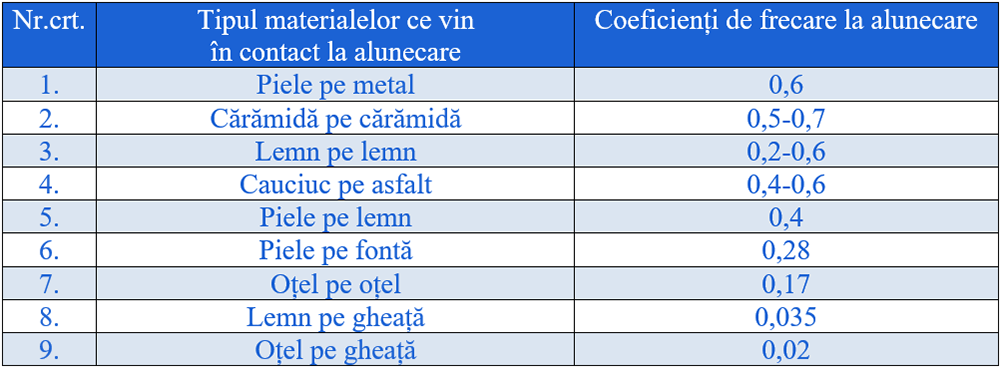 Nr.crt. Tipul materialelor ce vin Coeficienți de frecare la alunecare
în contact la alunecare
1. Piele pe metal 0,6
2. Cărămidă pe cărămidă 0,5-0,7
3. Lemn pe lemn 0,2-0,6
4. Cauciuc pe asfalt 0,4-0,6
5. Piele pe lemn 0,4
6. Piele pe fontă 0,28
7. Oțel pe oțel 0,17
8. Lemn pe gheață 0,035
9. Oțel pe gheață 0,02